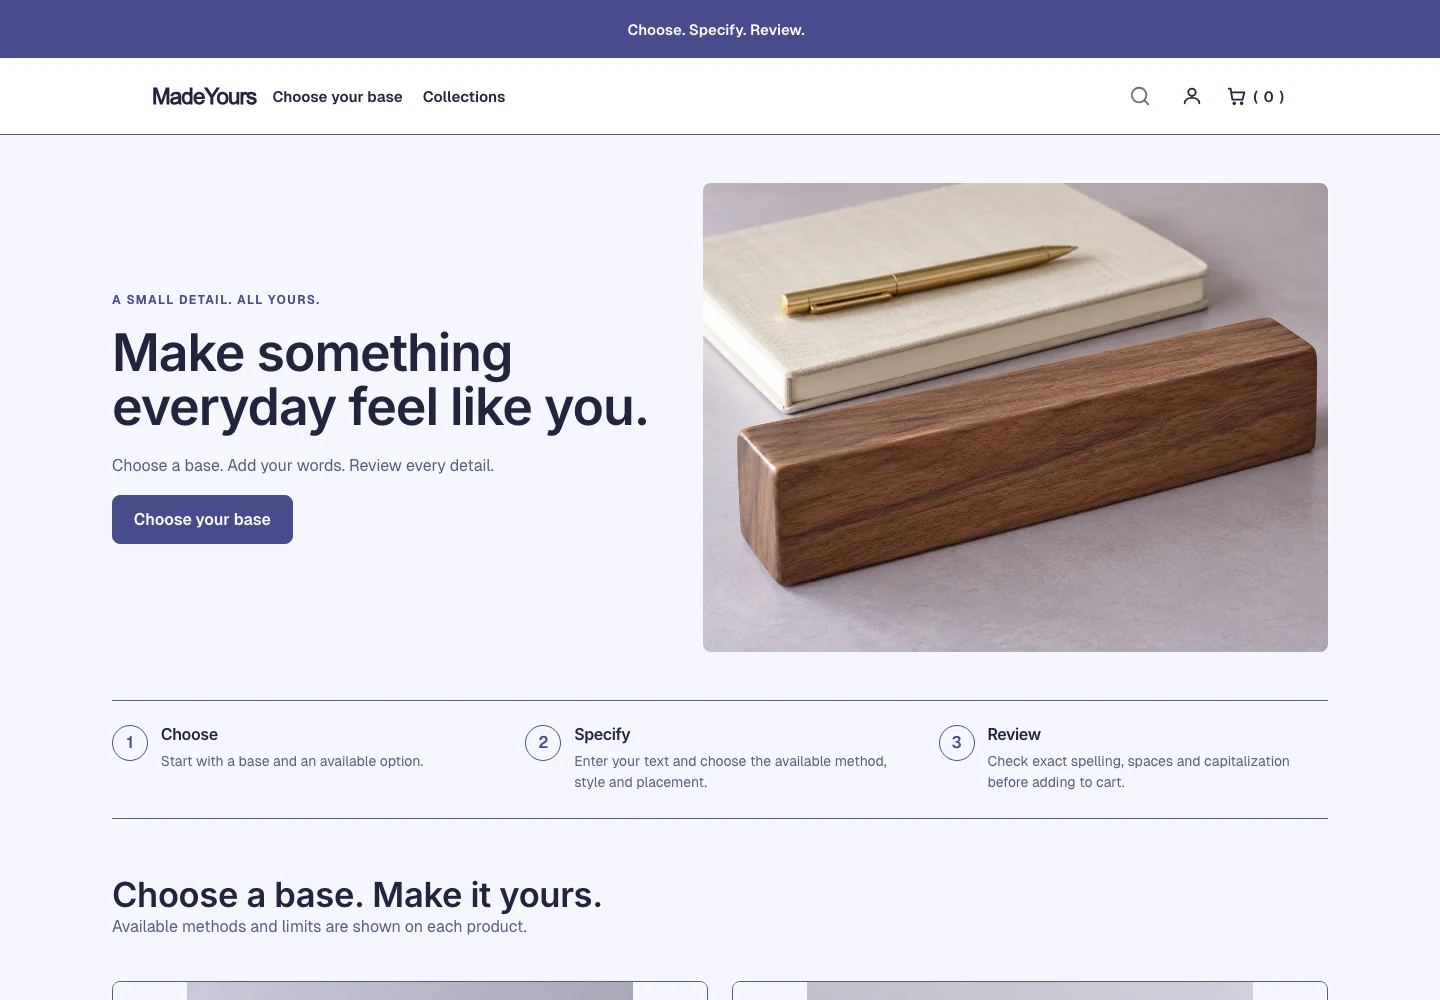 Choose. Specify. Review.
MadeYours Choose your base Collections ( 0 )
A SMALL DETAIL. ALL YOURS.
Make something
everyday feel like you.
Choose a base. Add your words. Review every detail.
Choose your base
1 Choose
Start with a base and an available option.
2 Specify
Enter your text and choose the available method,
style and placement.
3 Review
Check exact spelling, spaces and capitalization
before adding to cart.
Choose a base. Make it yours.
Available methods and limits are shown on each product.